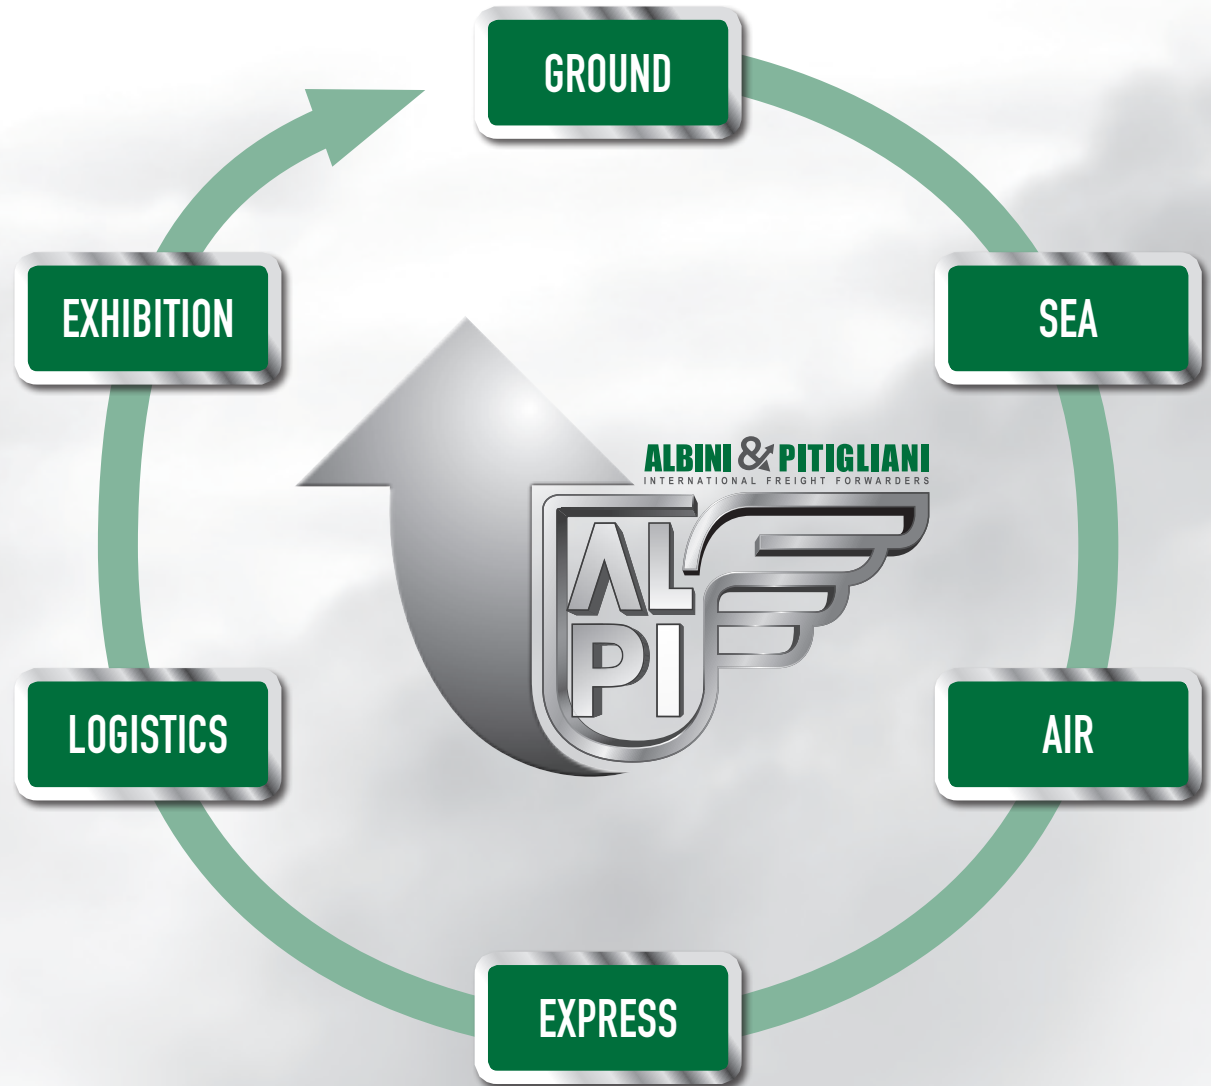 GROUND
EXHIBITION
SEA
ALBINI & PITIGLIANI
INTERNATIONAL FREIGHT FORWARDERS
AL
PI
LOGISTICS
AIR
EXPRESS